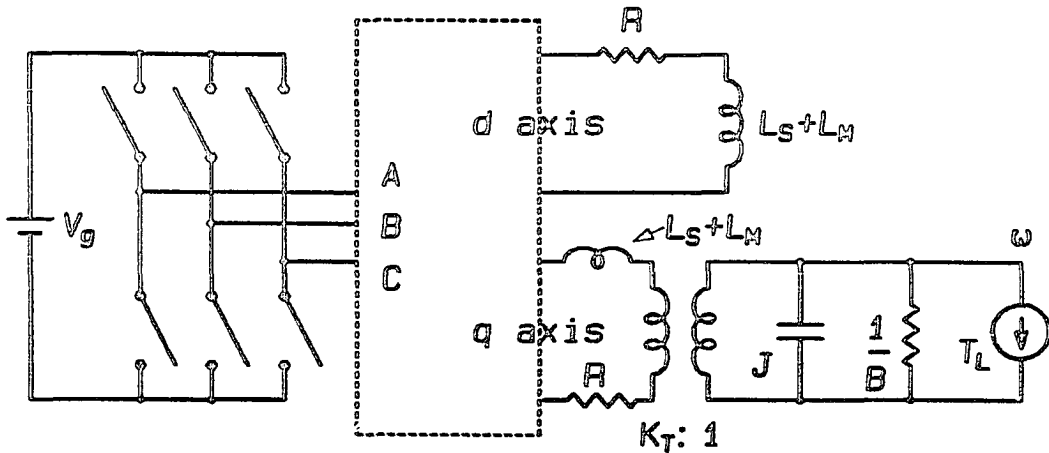 R
d axis
L_S+L_M
A
B
C
V_g
L_S+L_M
ω
q axis
R
J
1
B
T_L
K_T: 1